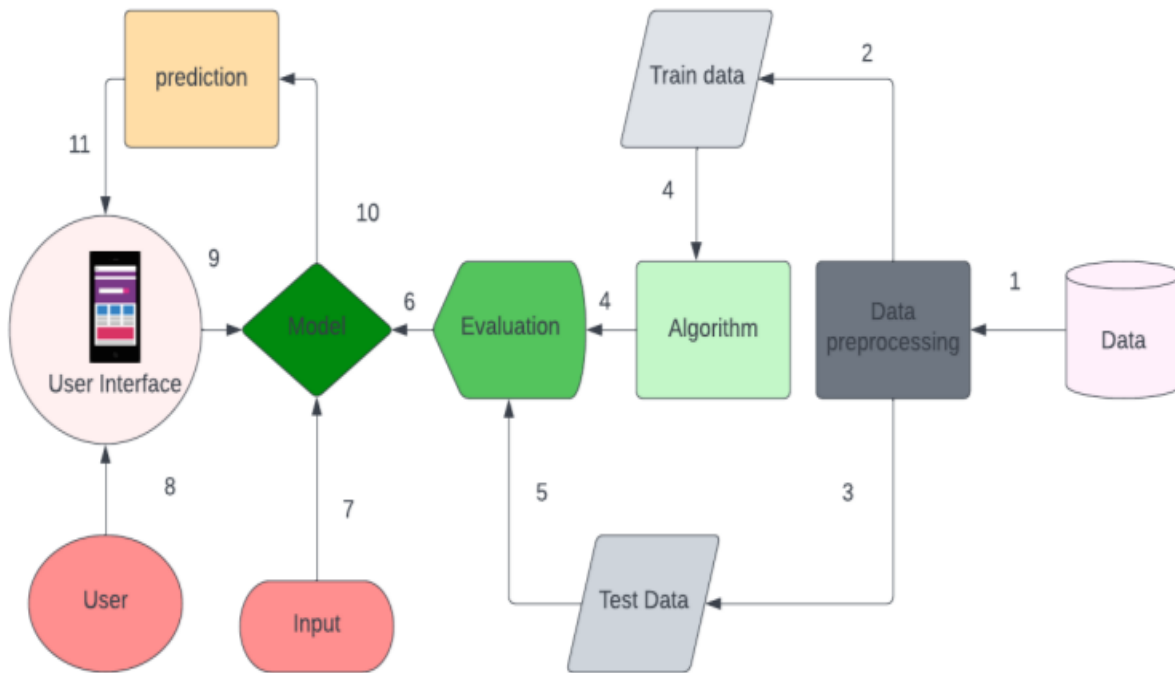 prediction
Train data
2
11
4
10
9
1
6
4
Model
Evaluation
Algorithm
Data
preprocessing
Data
User Interface
8
7
5
3
User
Input
Test Data